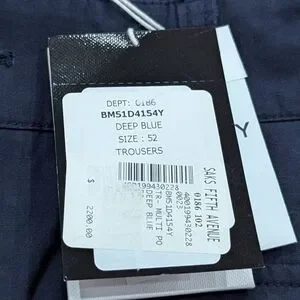 DEPT: 0186
BM51D4154Y
DEEP BLUE
SIZE : 52
TROUSERS
400199430228
BM51D4154Y
TR- MULTI PO
DEEP BLUE
$ 2200.00
SAKS FIFTH AVENUE
0186 102
400199430228
0023
Y